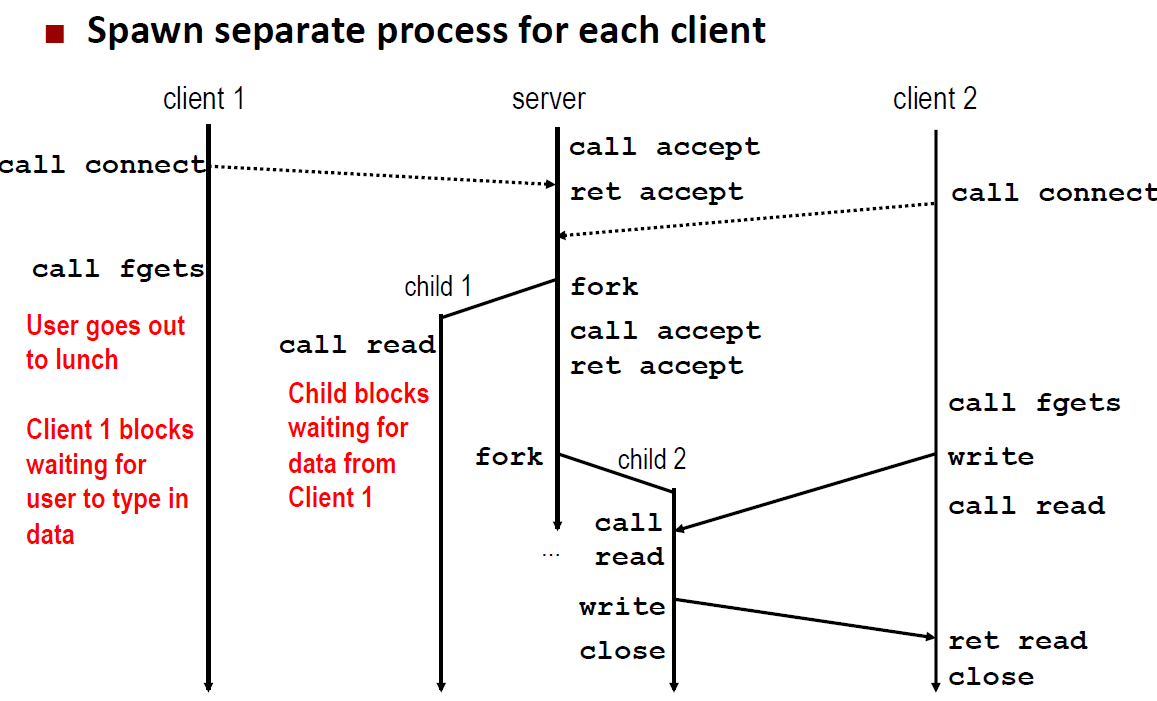 Spawn separate process for each client
client 1
server
client 2
call connect
call accept
ret accept
call connect
call fgets
child 1
fork
User goes out
to lunch
call read
call accept
ret accept
Child blocks
waiting for
data from
Client 1
Client 1 blocks
waiting for
user to type in
data
call fgets
fork
child 2
write
call read
call
read
...
write
close
ret read
close